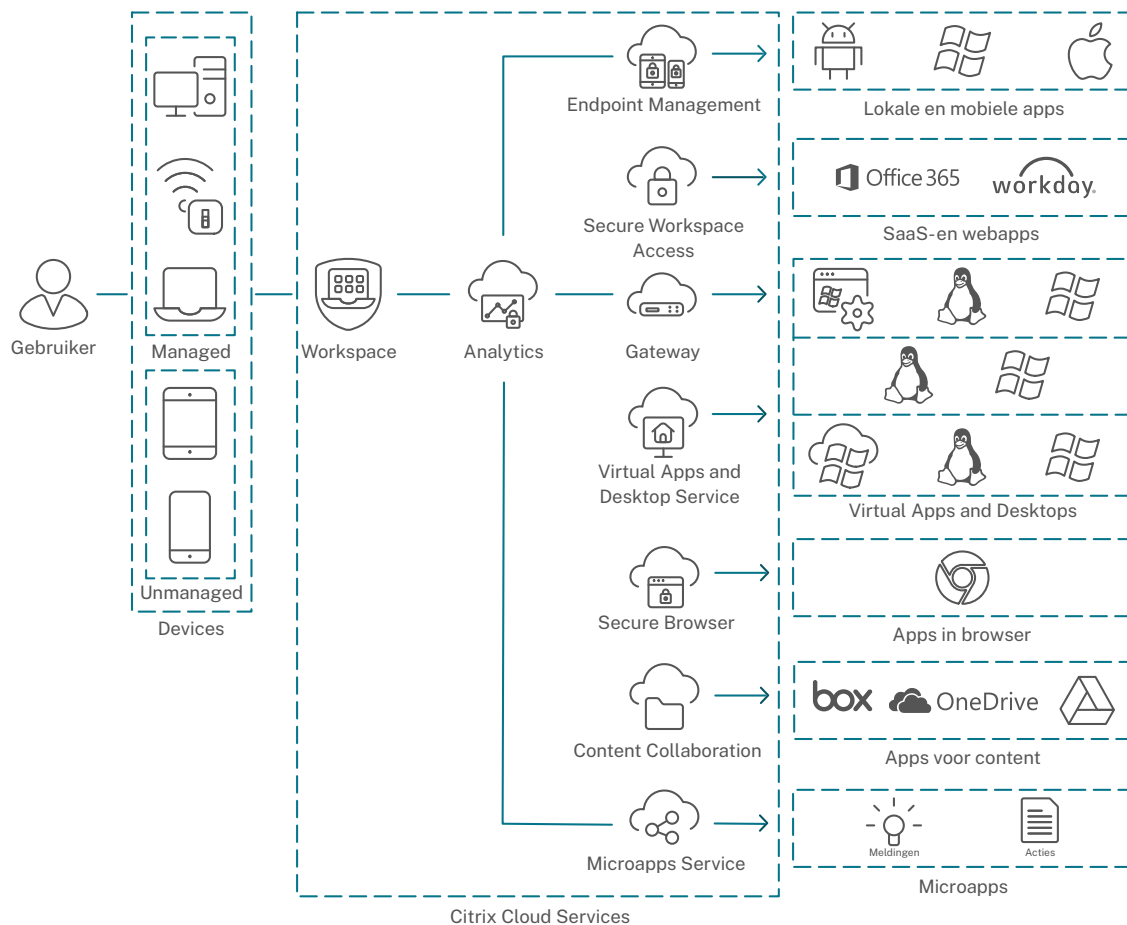 Gebruiker
Managed
Unmanaged
Devices
Workspace
Analytics
Endpoint Management
Secure Workspace
Access
Gateway
Virtual Apps and
Desktop Service
Secure Browser
Content Collaboration
Microapps Service
Citrix Cloud Services
Lokale en mobiele apps
Office 365
workday.
SaaS-en webapps
Virtual Apps and Desktops
Apps in browser
box
OneDrive
Apps voor content
Meldingen
Acties
Microapps